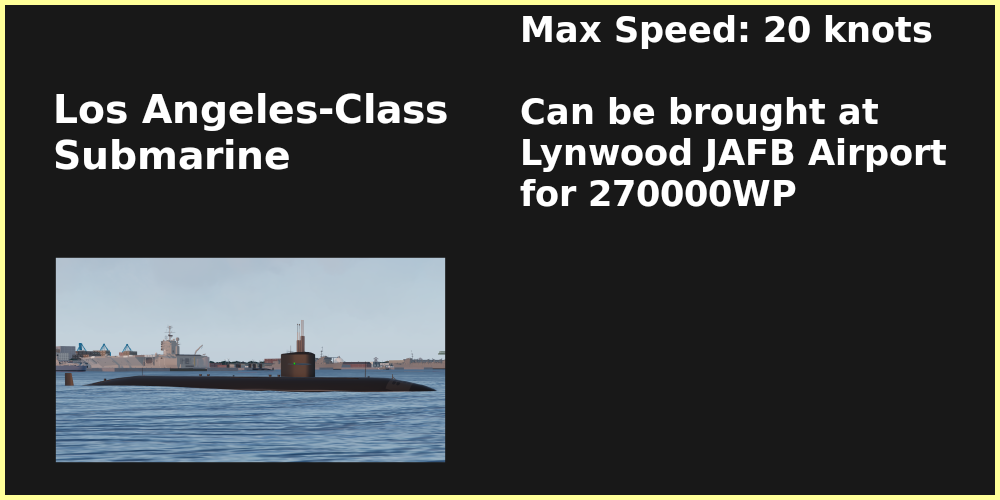 Los Angeles-Class
Submarine
Max Speed: 20 knots
Can be brought at
Lynwood JAFB Airport
for 270000WP